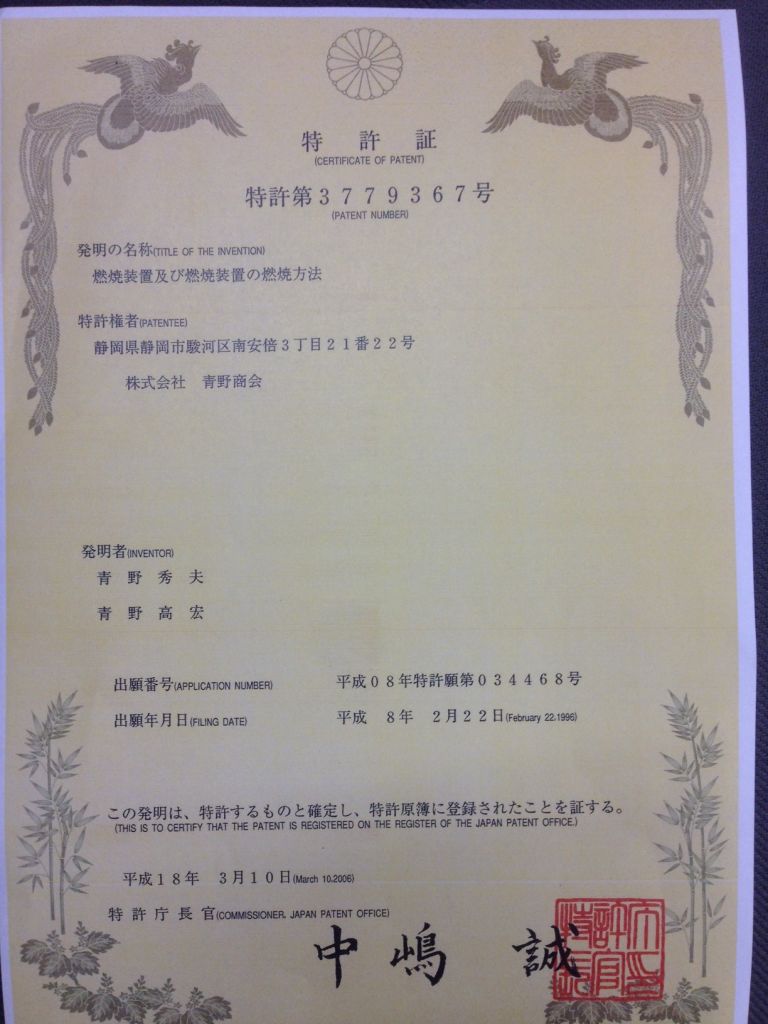 特許証
(CERTIFICATE OF PATENT)
特許第３７７９３６７号
(PATENT NUMBER)
発明の名称(TITLE OF THE INVENTION)
燃焼装置及び燃焼装置の燃焼方法
特許権者(PATENTEE)
静岡県静岡市駿河区南安倍３丁目２１番２２号
株式会社　青野商会
発明者(INVENTOR)
青野秀夫
青野高宏
出願番号(APPLICATION NUMBER)　平成０８年特許願第０３４４６８号
出願年月日(FILING DATE)　平成　８年　２月２２日(February 22,1996)
この発明は、特許するものと確定し、特許原簿に登録されたことを証する。
(THIS IS TO CERTIFY THAT THE PATENT IS REGISTERED ON THE REGISTER OF THE JAPAN PATENT OFFICE.)
平成１８年　３月１０日(March 10,2006)
特許庁長官(COMMISSIONER, JAPAN PATENT OFFICE)
中嶋　誠
特許庁長官之印